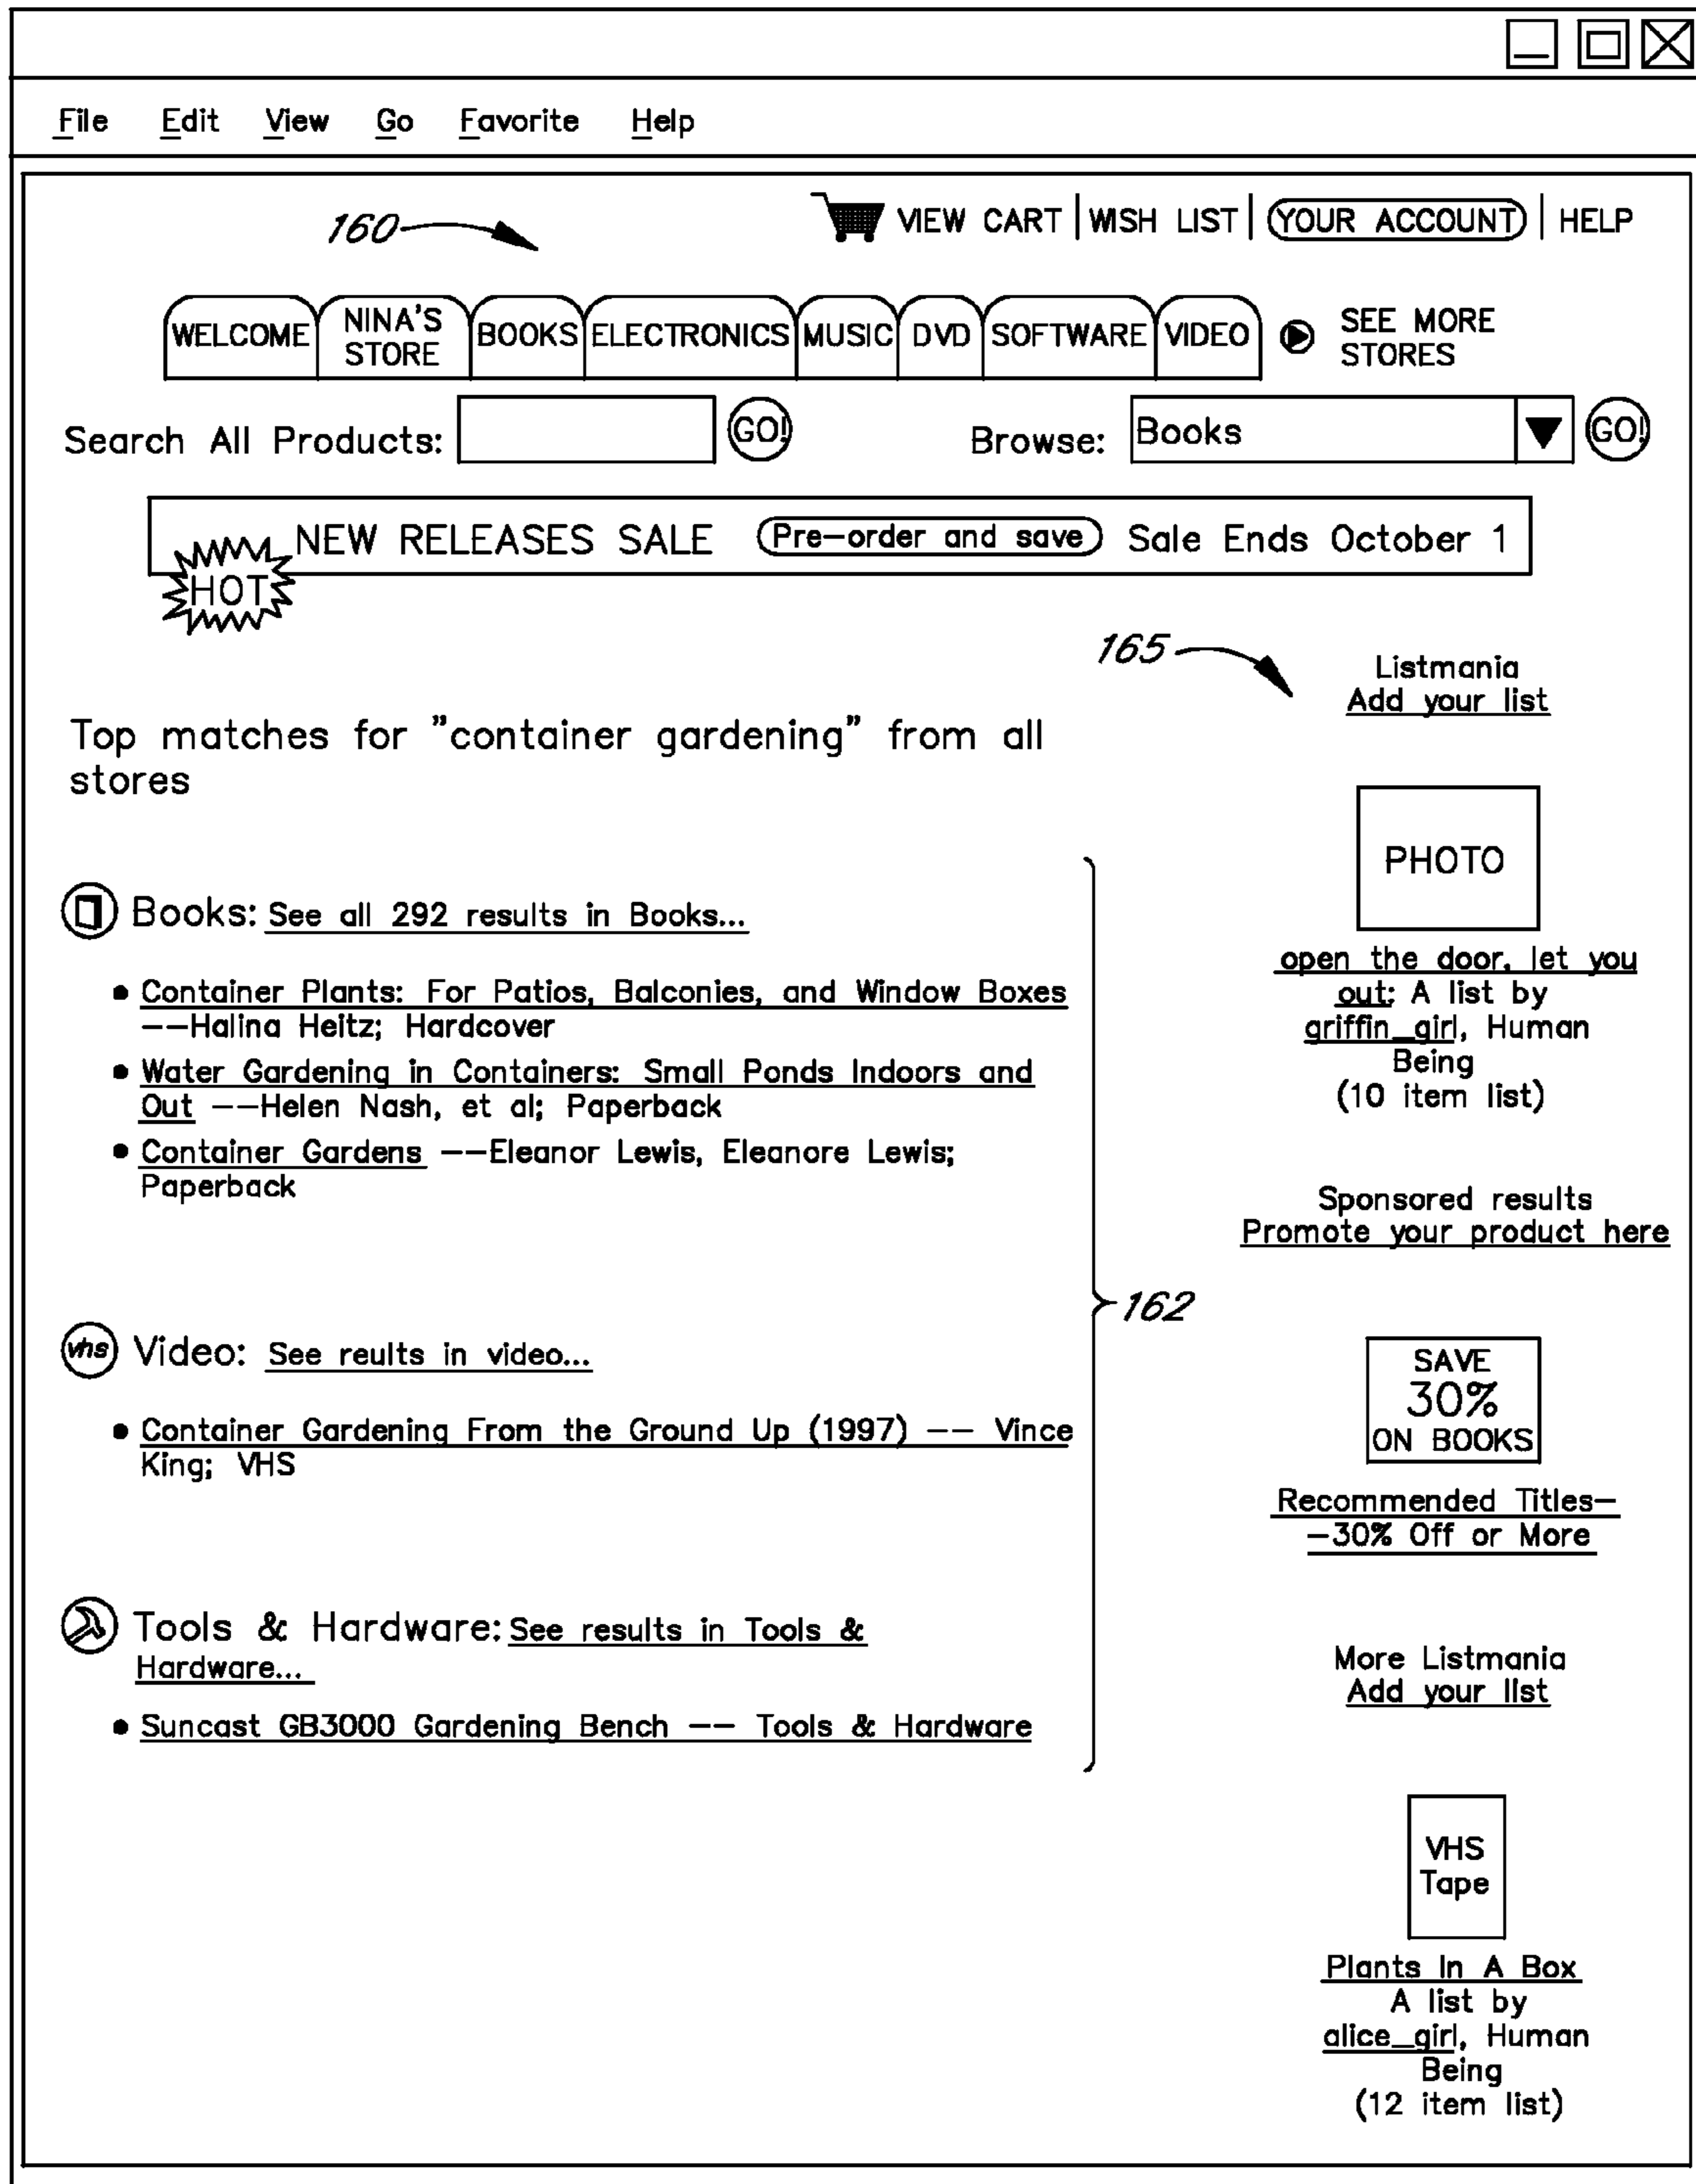 File Edit View Go Favorite Help
160
VIEW CART | WISH LIST | YOUR ACCOUNT | HELP
WELCOME
NINA'S
STORE
BOOKS
ELECTRONICS
MUSIC
DVD
SOFTWARE
VIDEO
SEE MORE
STORES
Search All Products: GO!
Browse: Books GO!
NEW RELEASES SALE Pre-order and save Sale Ends October 1
HOT
Top matches for "container gardening" from all
stores
Books: See all 292 results in Books...
• Container Plants: For Patios, Balconies, and Window Boxes
--Halina Heitz; Hardcover
• Water Gardening in Containers: Small Ponds Indoors and
Out --Helen Nash, et al; Paperback
• Container Gardens --Eleanor Lewis, Eleanore Lewis;
Paperback
vhs Video: See reults in video...
• Container Gardening From the Ground Up (1997) -- Vince
King; VHS
Tools & Hardware: See results in Tools &
Hardware...
• Suncast GB3000 Gardening Bench -- Tools & Hardware
162
165
Listmania
Add your list
PHOTO
open the door, let you
out: A list by
griffin_girl, Human
Being
(10 item list)
Sponsored results
Promote your product here
SAVE
30%
ON BOOKS
Recommended Titles-
-30% Off or More
More Listmania
Add your list
VHS
Tape
Plants In A Box
A list by
alice_girl, Human
Being
(12 item list)